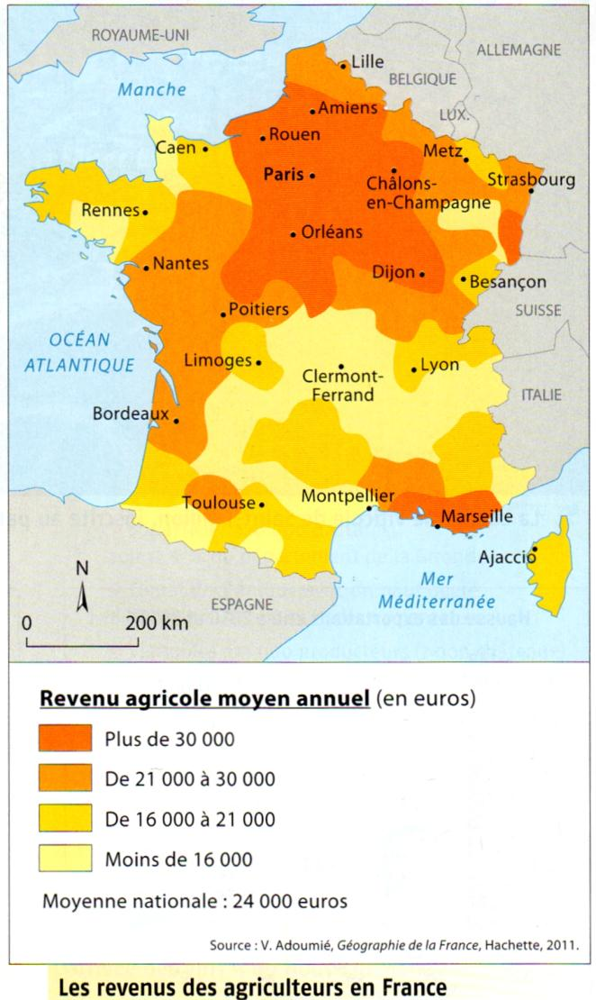 ROYAUME-UNI
ALLEMAGNE
Lille
BELGIQUE
Manche
Amiens
LUX.
Rouen
Caen
Metz
Paris
Châlons-
en-Champagne
Strasbourg
Rennes
Orléans
Nantes
Dijon
Besançon
Poitiers
SUISSE
OCÉAN
ATLANTIQUE
Limoges
Clermont-
Ferrand
Lyon
ITALIE
Bordeaux
Toulouse
Montpellier
Marseille
Ajaccio
N
Mer
Méditerranée
ESPAGNE
0 200 km
Revenu agricole moyen annuel (en euros)
Plus de 30 000
De 21 000 à 30 000
De 16 000 à 21 000
Moins de 16 000
Moyenne nationale : 24 000 euros
Source : V. Adoumié, Géographie de la France, Hachette, 2011.
Les revenus des agriculteurs en France